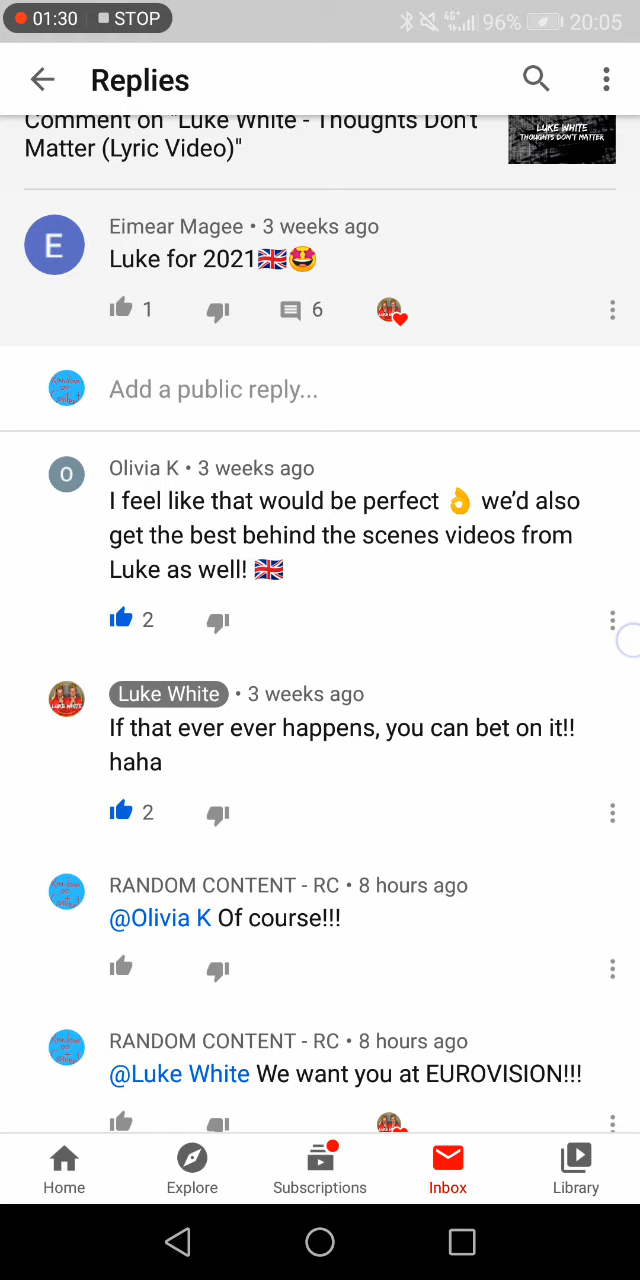 01:30 STOP 4G+ 96% 20:05
Replies
Comment on "Luke White - Thoughts Don't
Matter (Lyric Video)"
LUKE WHITE
THOUGHTS DON'T MATTER
E
Eimear Magee • 3 weeks ago
Luke for 2021🇬🇧🤩
1 6
Add a public reply...
O
Olivia K • 3 weeks ago
I feel like that would be perfect 👌 we’d also
get the best behind the scenes videos from
Luke as well! 🇬🇧
2
LUKE WHITE
Luke White • 3 weeks ago
If that ever ever happens, you can bet on it!!
haha
2
RANDOM CONTENT - RC • 8 hours ago
@Olivia K Of course!!!
RANDOM CONTENT - RC • 8 hours ago
@Luke White We want you at EUROVISION!!!
Home Explore Subscriptions Inbox Library